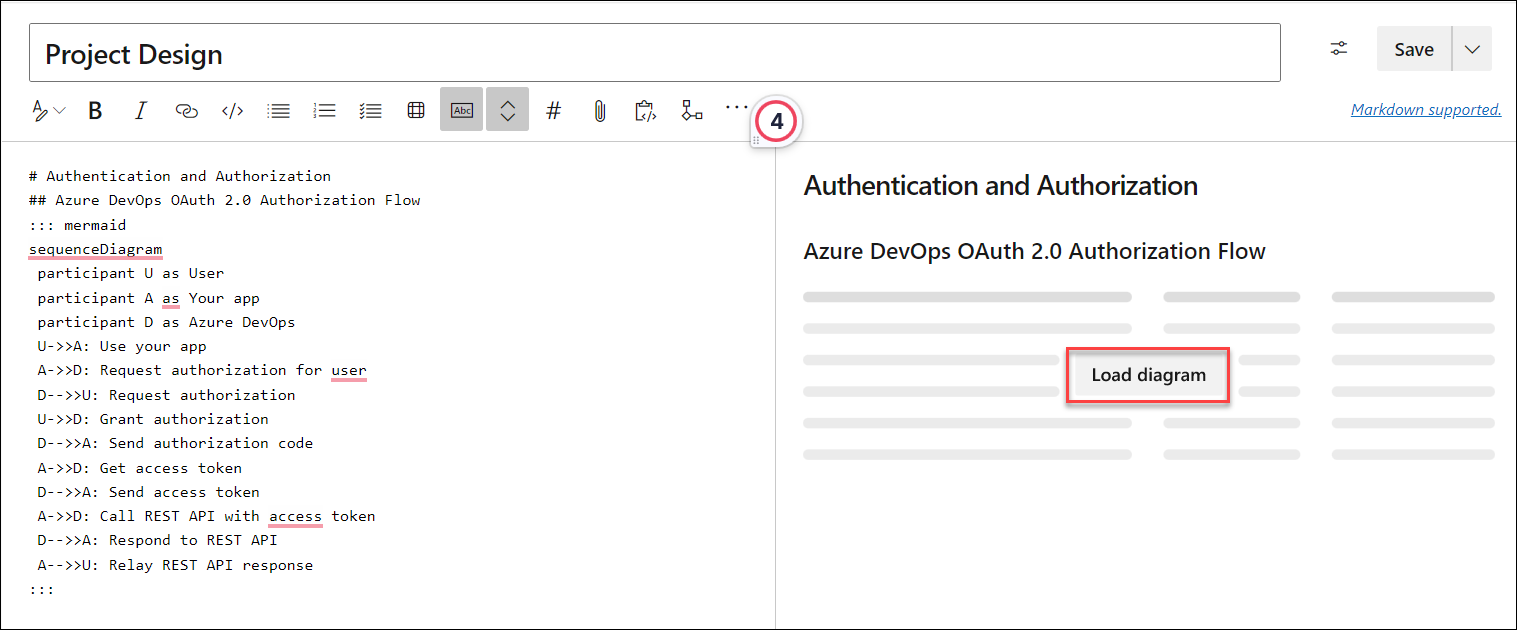 Project Design
Save
B I </> Abc # ...
4
Markdown supported.
# Authentication and Authorization
## Azure DevOps OAuth 2.0 Authorization Flow
::: mermaid
sequenceDiagram
participant U as User
participant A as Your app
participant D as Azure DevOps
U->>A: Use your app
A->>D: Request authorization for user
D-->>U: Request authorization
U->>D: Grant authorization
D-->>A: Send authorization code
A->>D: Get access token
D-->>A: Send access token
A->>D: Call REST API with access token
D-->>A: Respond to REST API
A-->>U: Relay REST API response
:::
Authentication and Authorization
Azure DevOps OAuth 2.0 Authorization Flow
Load diagram